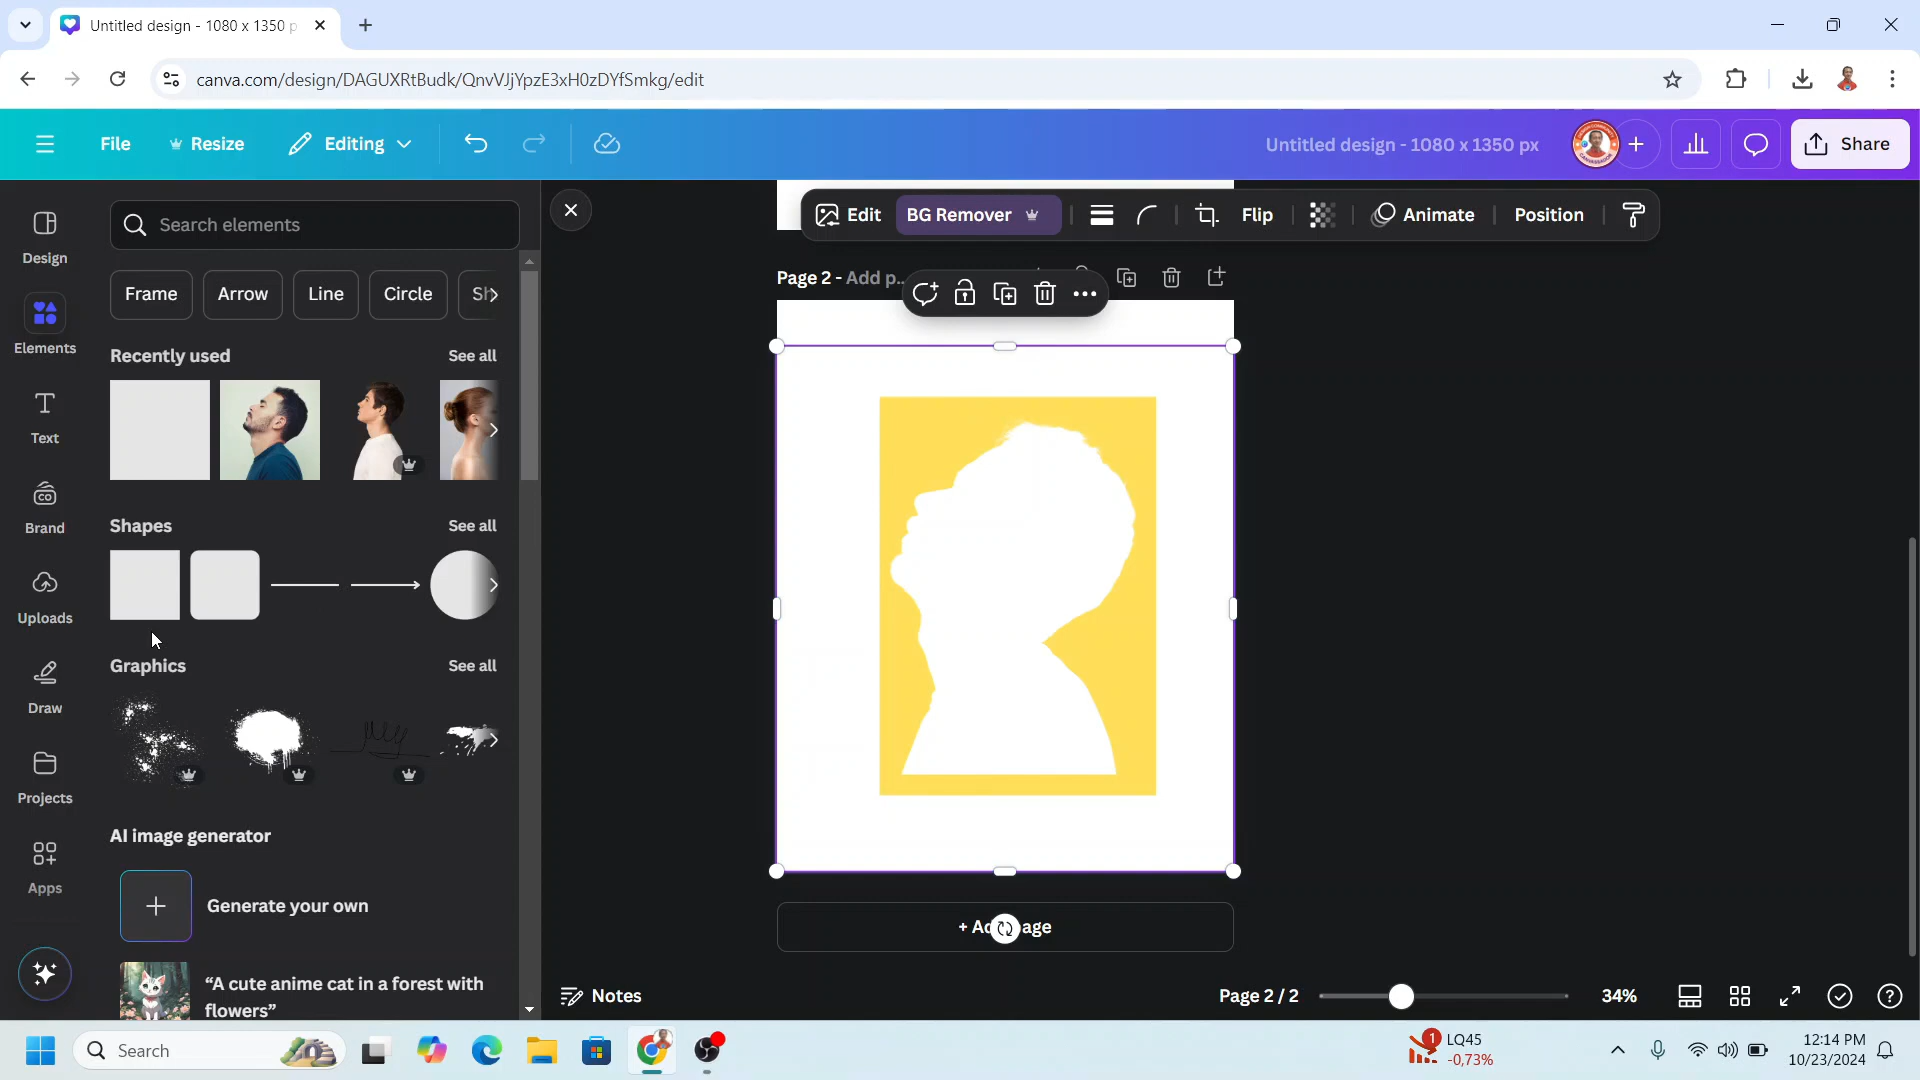 Untitled design - 1080 x 1350 p
canva.com/design/DAGUXRtBudk/QnvVJjYpzE3xH0zDYfSmkg/edit
File
Resize
Editing
Untitled design - 1080 x 1350 px
Share
Design
Elements
Text
Brand
Uploads
Draw
Projects
Apps
Search elements
Frame
Arrow
Line
Circle
Recently used
See all
Shapes
See all
Graphics
See all
AI image generator
Generate your own
“A cute anime cat in a forest with
flowers”
Edit
BG Remover
Flip
Animate
Position
Page 2 - Add p...
Notes
Page 2 / 2
34%
Search
1
LQ45
-0,73%
12:14 PM
10/23/2024